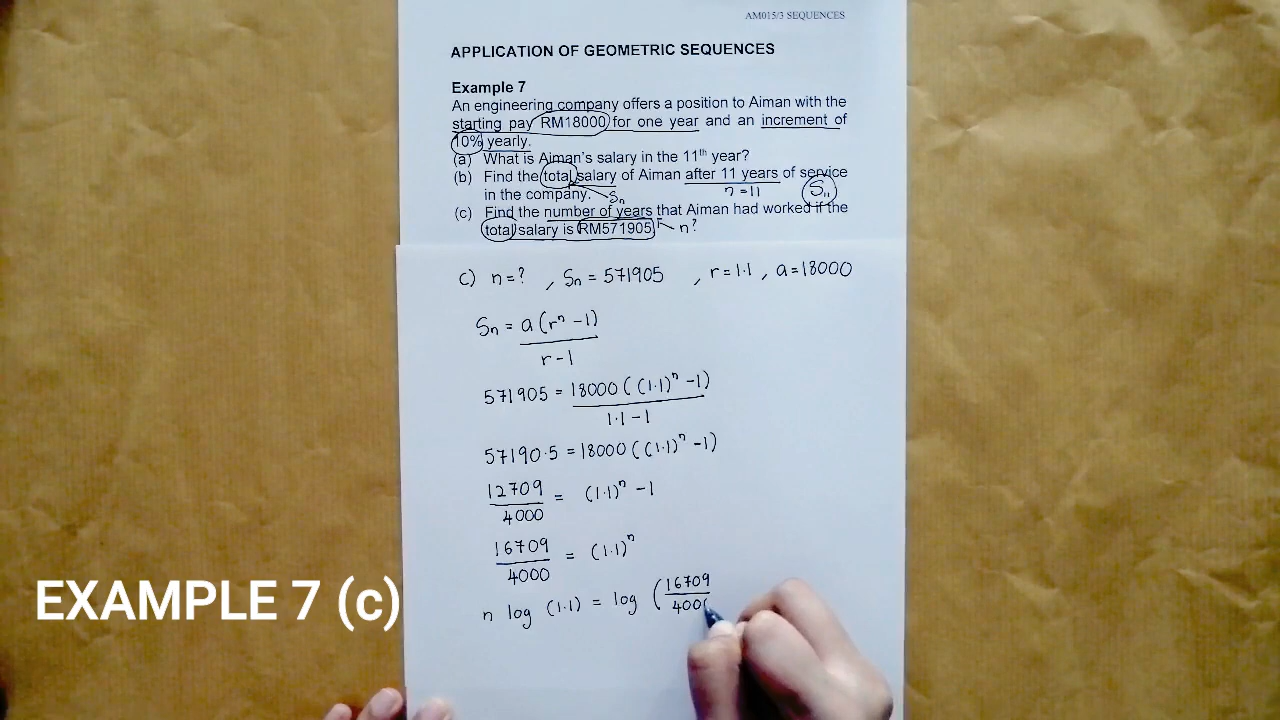 AM015/3 SEQUENCES
APPLICATION OF GEOMETRIC SEQUENCES
Example 7
An engineering company offers a position to Aiman with the
starting pay RM18000 for one year and an increment of
10% yearly.
(a) What is Aiman's salary in the 11th year?
(b) Find the total salary of Aiman after 11 years of service
in the company. Sn n=11 S11
(c) Find the number of years that Aiman had worked if the
total salary is RM571905. n?
c) n=? , Sn = 571905 , r = 1.1 , a = 18000
Sn = a (rⁿ - 1)
r - 1
571905 = 18000 ( (1.1)ⁿ - 1)
1.1 - 1
57190.5 = 18000 ( (1.1)ⁿ - 1)
12709
4000
= (1.1)ⁿ - 1
16709
4000
= (1.1)ⁿ
n log (1.1) = log ( 16709
400
EXAMPLE 7 (c)